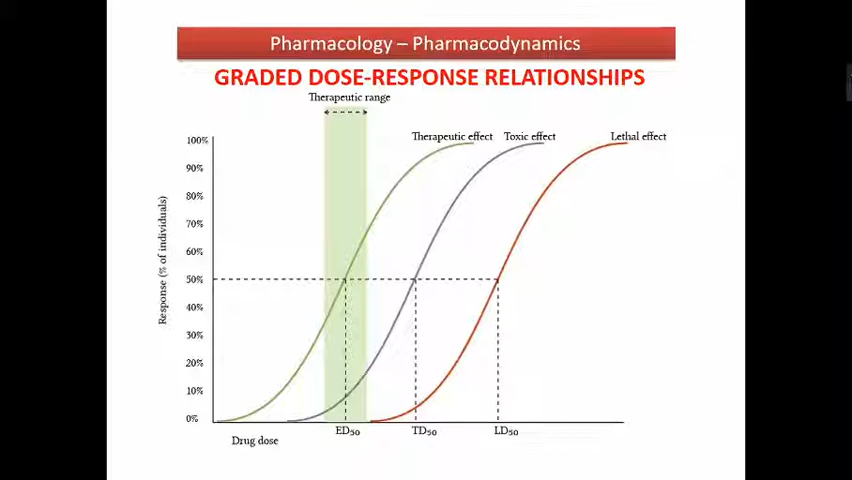 Pharmacology – Pharmacodynamics
GRADED DOSE-RESPONSE RELATIONSHIPS
Therapeutic range
Therapeutic effect
Toxic effect
Lethal effect
Response (% of individuals)
100%
90%
80%
70%
60%
50%
40%
30%
20%
10%
0%
ED50
TD50
LD50
Drug dose